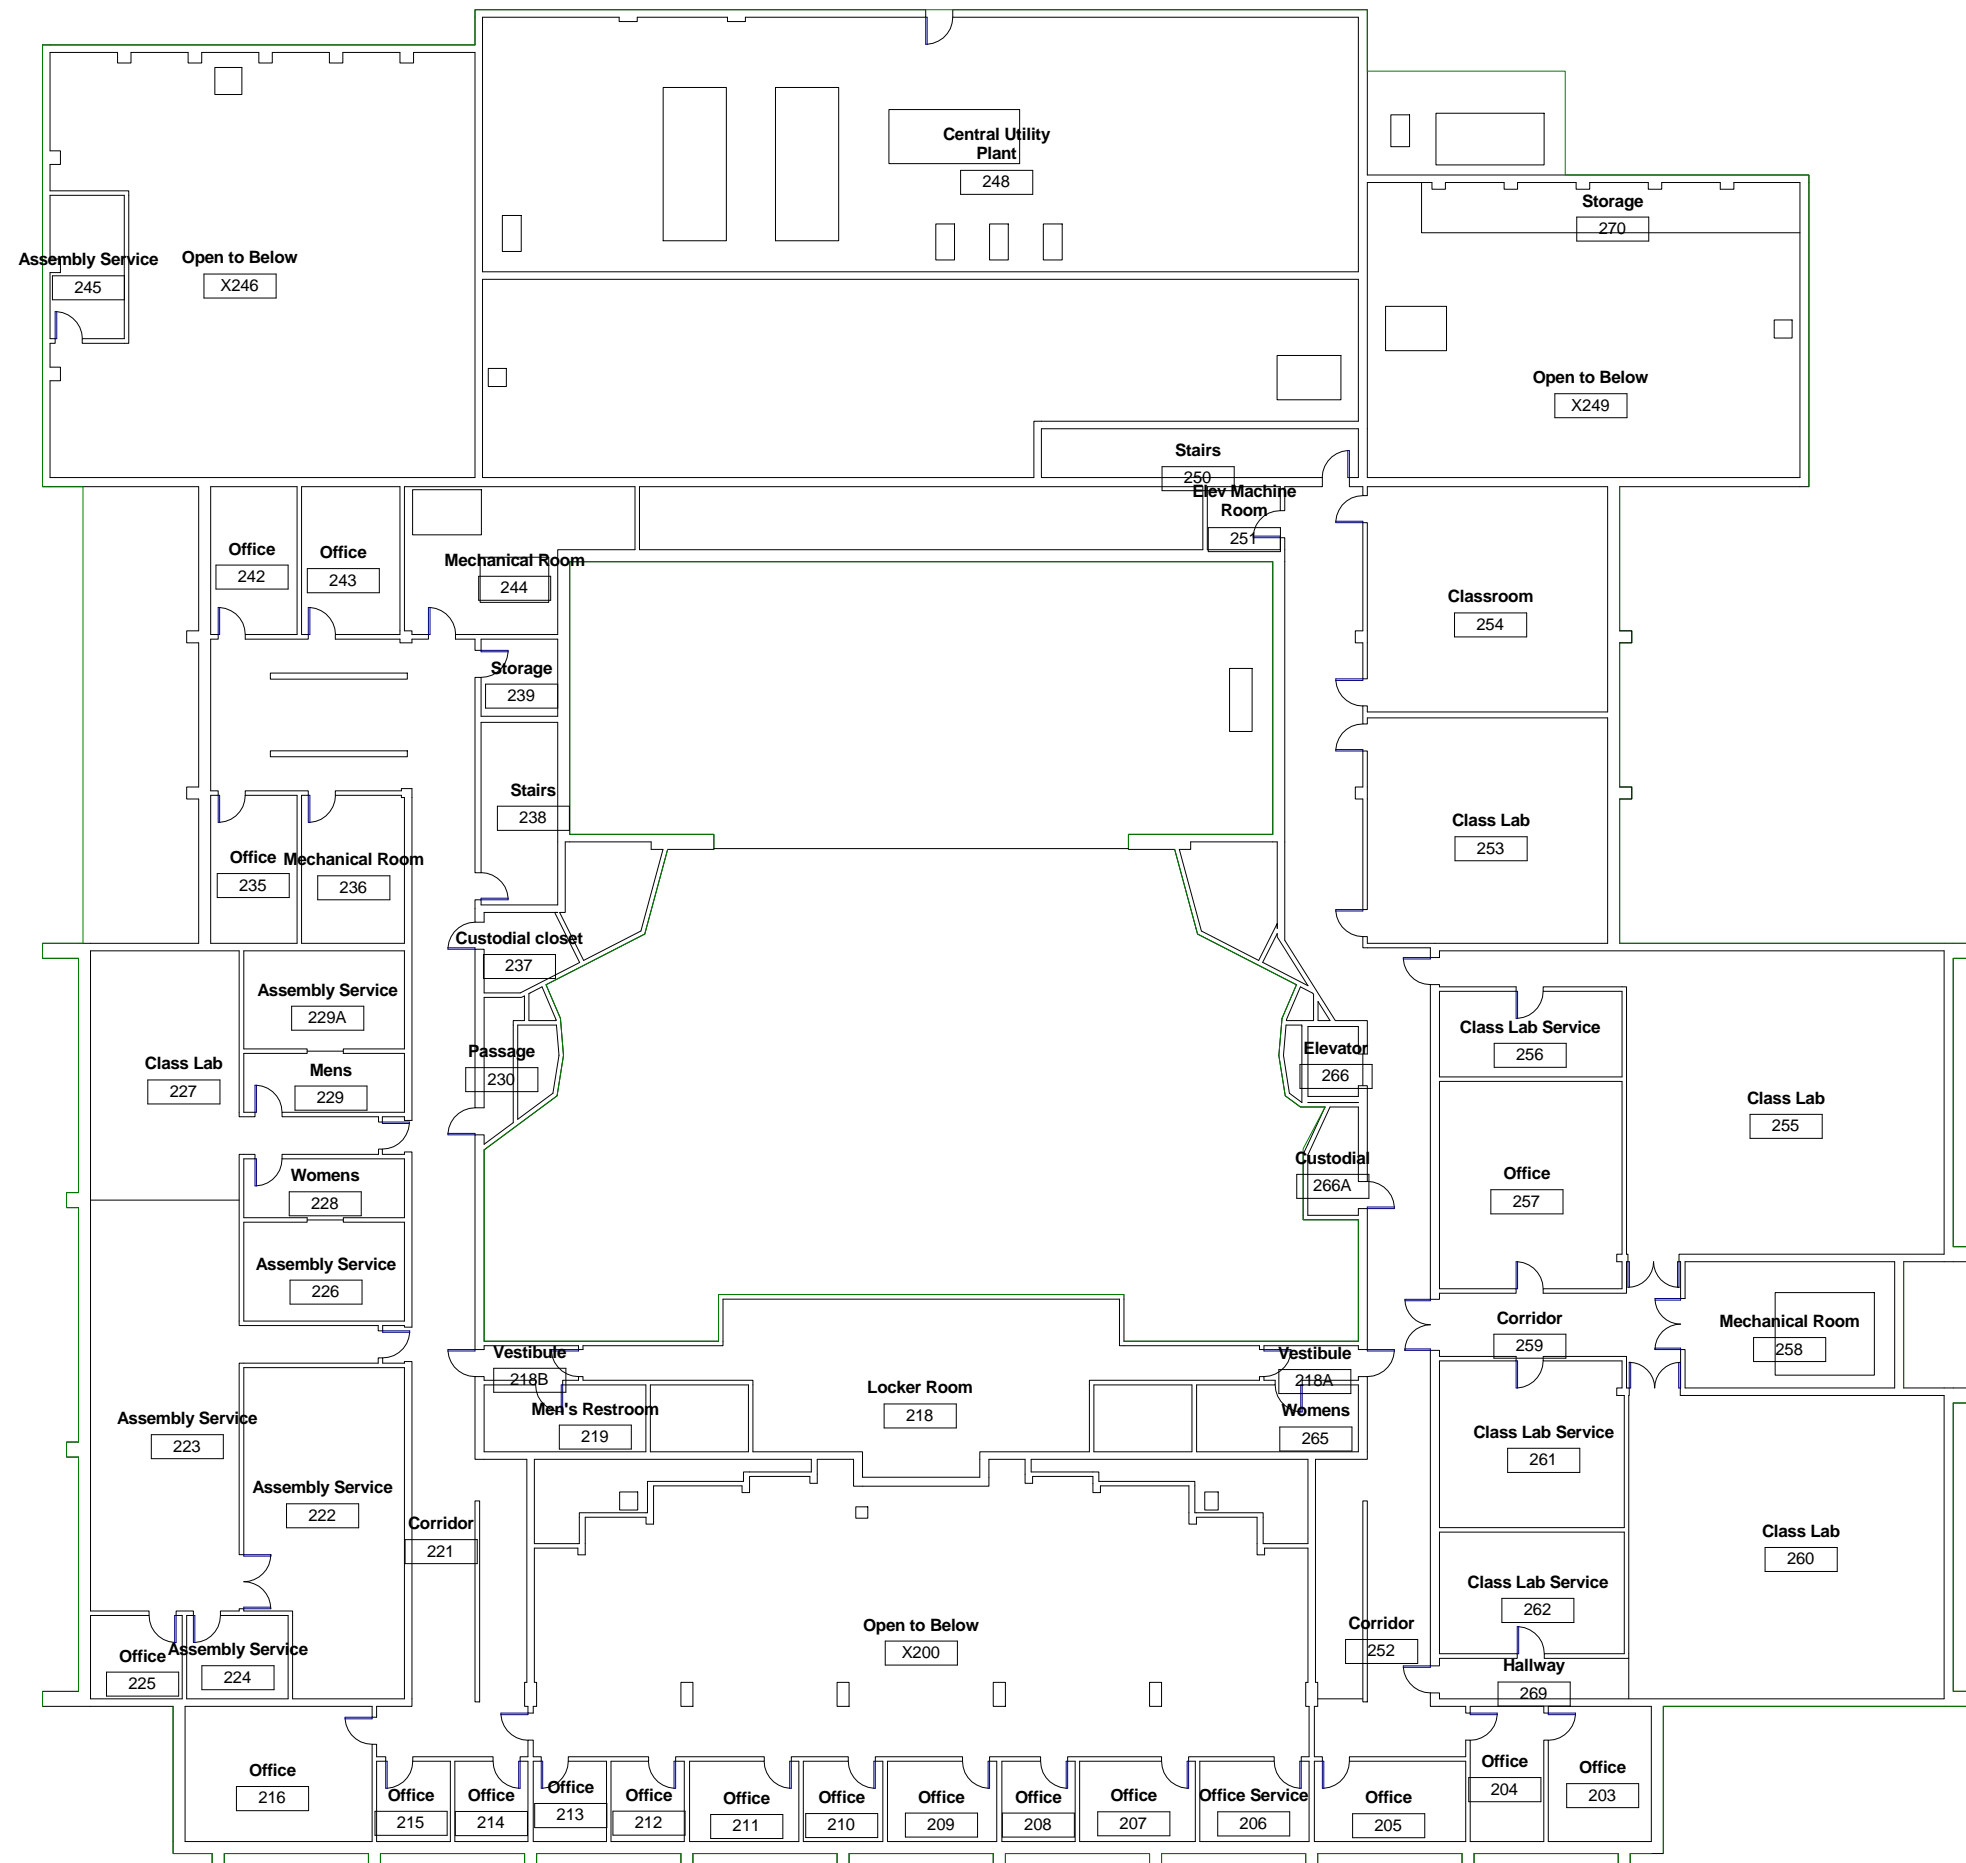 Central Utility
Plant
248
Storage
270
Assembly Service
245
Open to Below
X246
Open to Below
X249
Stairs
250
Elev Machine
Room
251
Office
242
Office
243
Mechanical Room
244
Classroom
254
Storage
239
Stairs
238
Class Lab
253
Office
235
Mechanical Room
236
Custodial closet
237
Assembly Service
229A
Class Lab Service
256
Passage
230
Elevator
266
Class Lab
227
Mens
229
Class Lab
255
Custodial
266A
Office
257
Womens
228
Assembly Service
226
Corridor
259
Mechanical Room
258
Vestibule
218B
Vestibule
218A
Locker Room
218
Men's Restroom
219
Womens
265
Assembly Service
223
Class Lab Service
261
Assembly Service
222
Corridor
221
Class Lab
260
Class Lab Service
262
Open to Below
X200
Corridor
252
Office
225
Assembly Service
224
Hallway
269
Office
216
Office
215
Office
214
Office
213
Office
212
Office
211
Office
210
Office
209
Office
208
Office
207
Office Service
206
Office
205
Office
204
Office
203